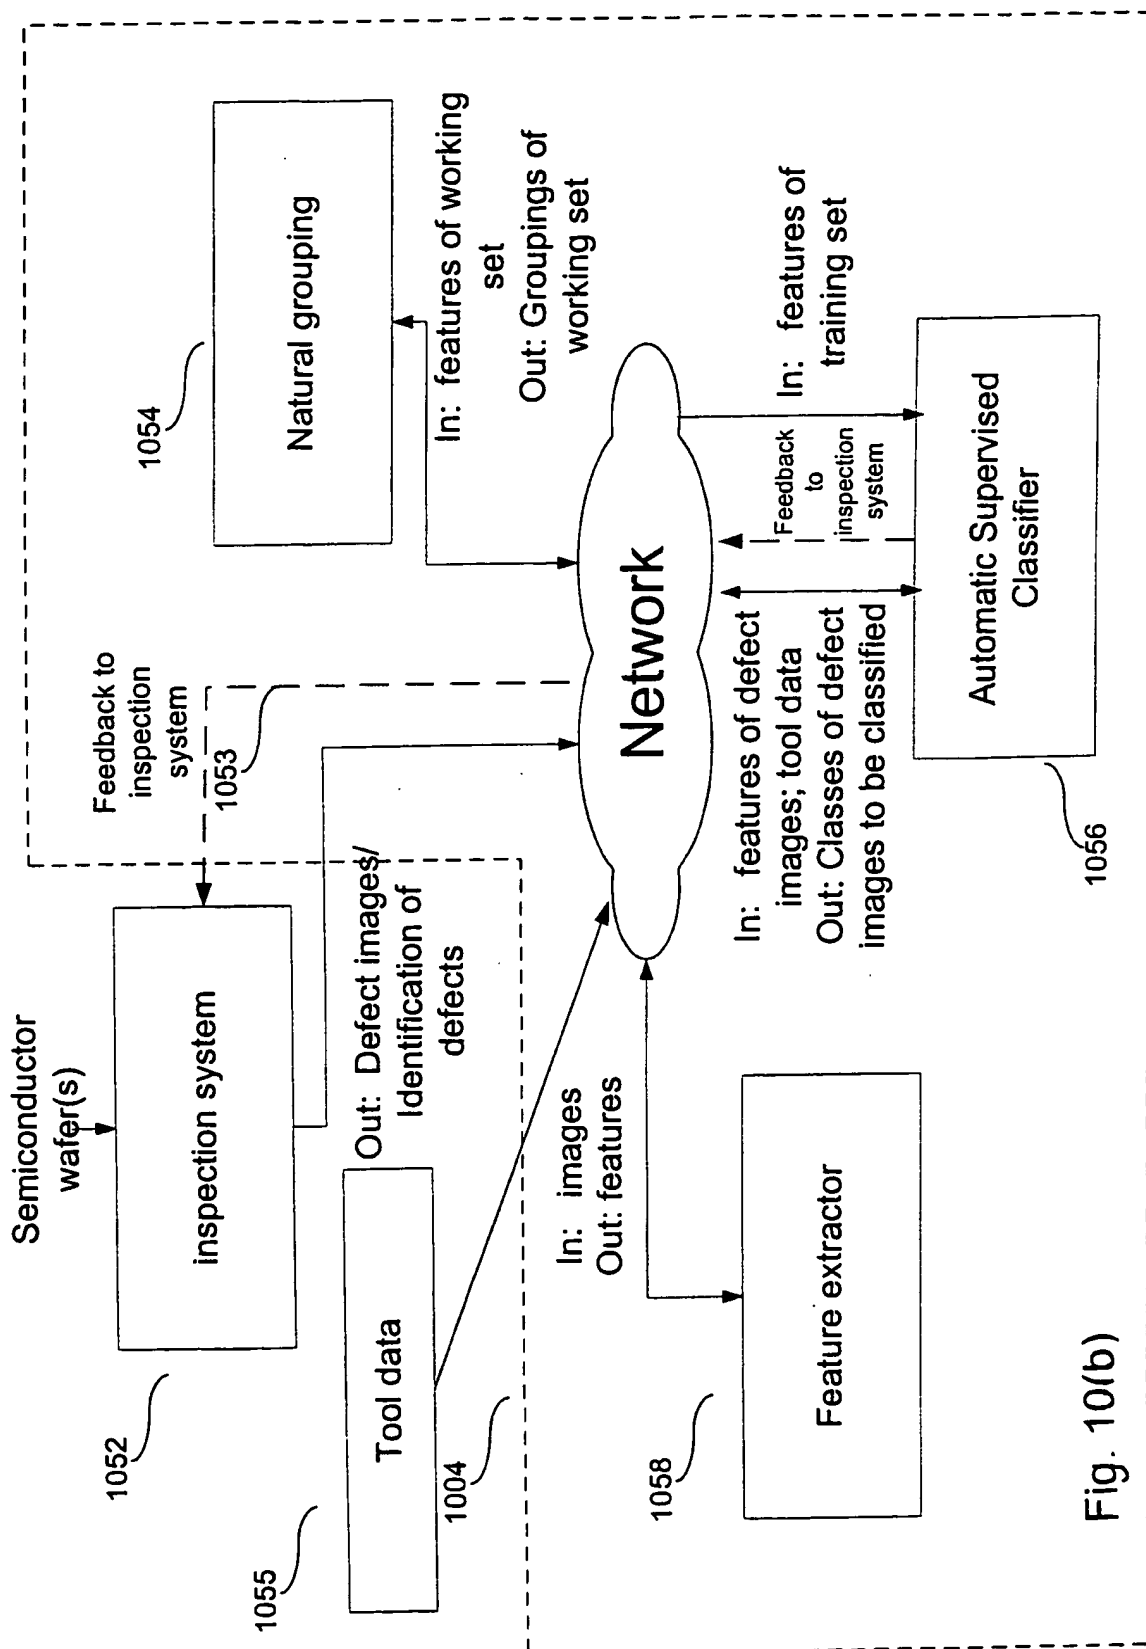 Semiconductor
wafer(s)
inspection system
1052
Feedback to
inspection
system
1053
Natural grouping
1054
Tool data
1055
Out: Defect images/
Identification of
defects
1004
In: features of working
set
Out: Groupings of
working set
Network
In: images
Out: features
Feature extractor
1058
In: features of defect
images; tool data
Out: Classes of defect
images to be classified
Feedback
to
inspection
system
In: features of
training set
Automatic Supervised
Classifier
1056
Fig. 10(b)